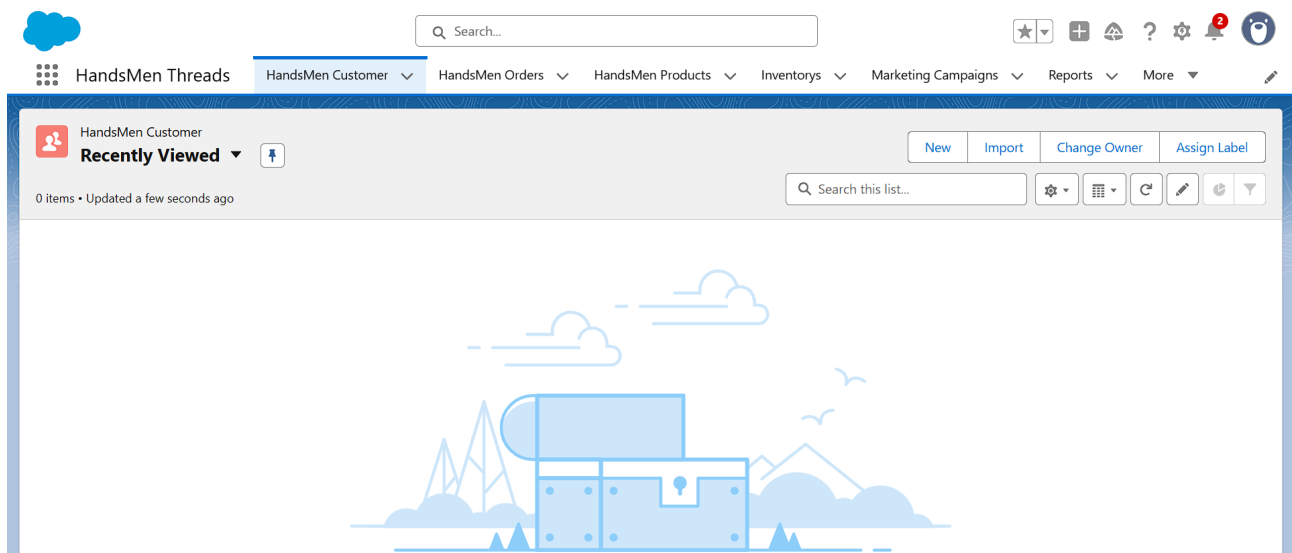 Search...
2
HandsMen Threads HandsMen Customer HandsMen Orders HandsMen Products Inventorys Marketing Campaigns Reports More
HandsMen Customer
Recently Viewed
New Import Change Owner Assign Label
0 items • Updated a few seconds ago
Search this list...